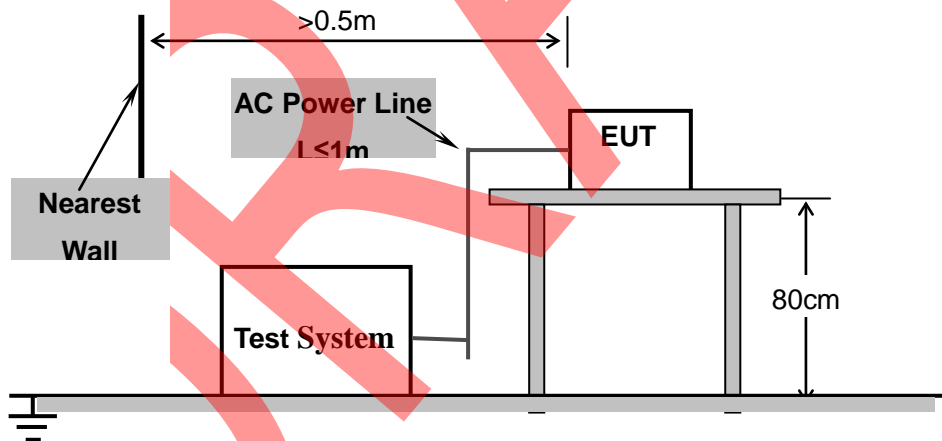 >0.5m
AC Power Line
L≤1m
EUT
Nearest
Wall
80cm
Test System